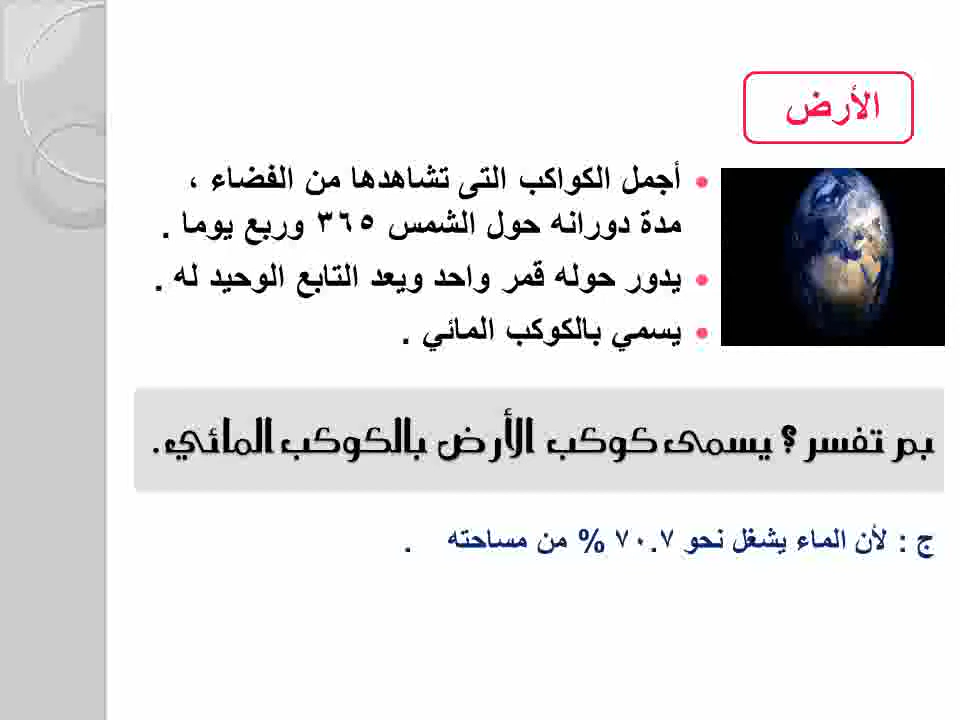 الأرض
• أجمل الكواكب التى تشاهدها من الفضاء ،
مدة دورانه حول الشمس ٣٦٥ وربع يوما .
• يدور حوله قمر واحد ويعد التابع الوحيد له .
• يسمي بالكوكب المائي .
بم تفسر ؟ يسمى كوكب الأرض بالكوكب المائي .
ج : لأن الماء يشغل نحو ٧٠.٧ % من مساحته .